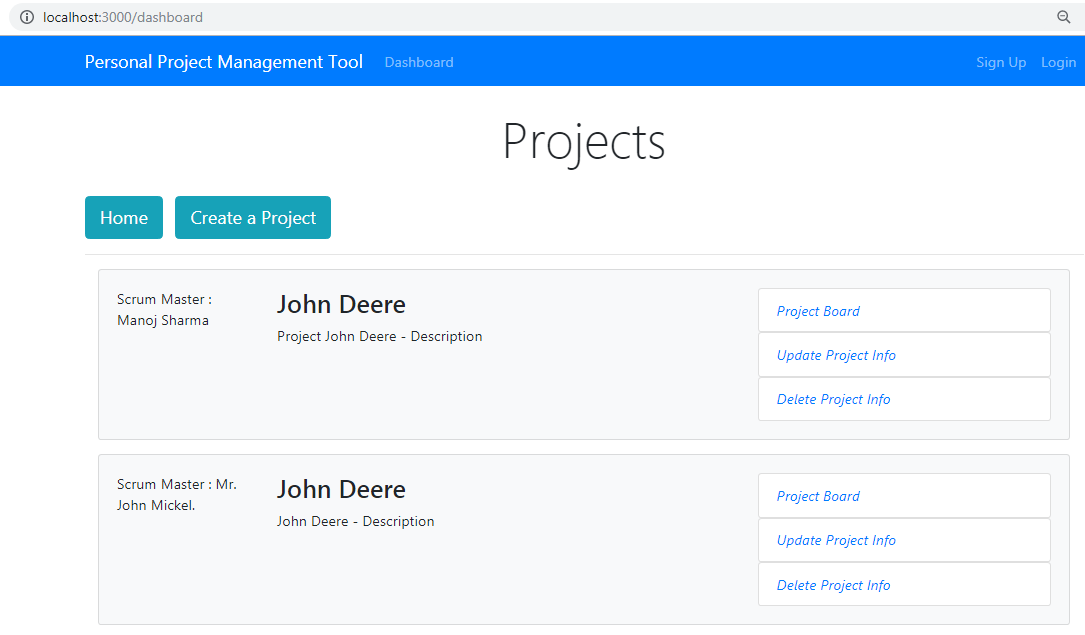 localhost:3000/dashboard
Personal Project Management Tool Dashboard Sign Up Login
Projects
Home Create a Project
Scrum Master :
Manoj Sharma
John Deere
Project John Deere - Description
Project Board
Update Project Info
Delete Project Info
Scrum Master : Mr.
John Mickel.
John Deere
John Deere - Description
Project Board
Update Project Info
Delete Project Info